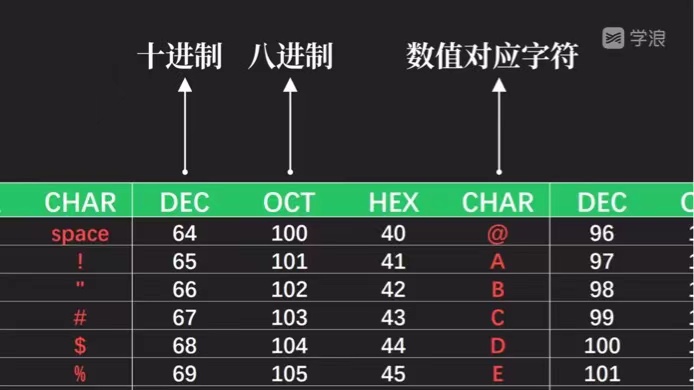 学浪
十进制 八进制 数值对应字符
CHAR DEC OCT HEX CHAR DEC
space 64 100 40 @ 96
! 65 101 41 A 97
" 66 102 42 B 98
# 67 103 43 C 99
$ 68 104 44 D 100
% 69 105 45 E 101